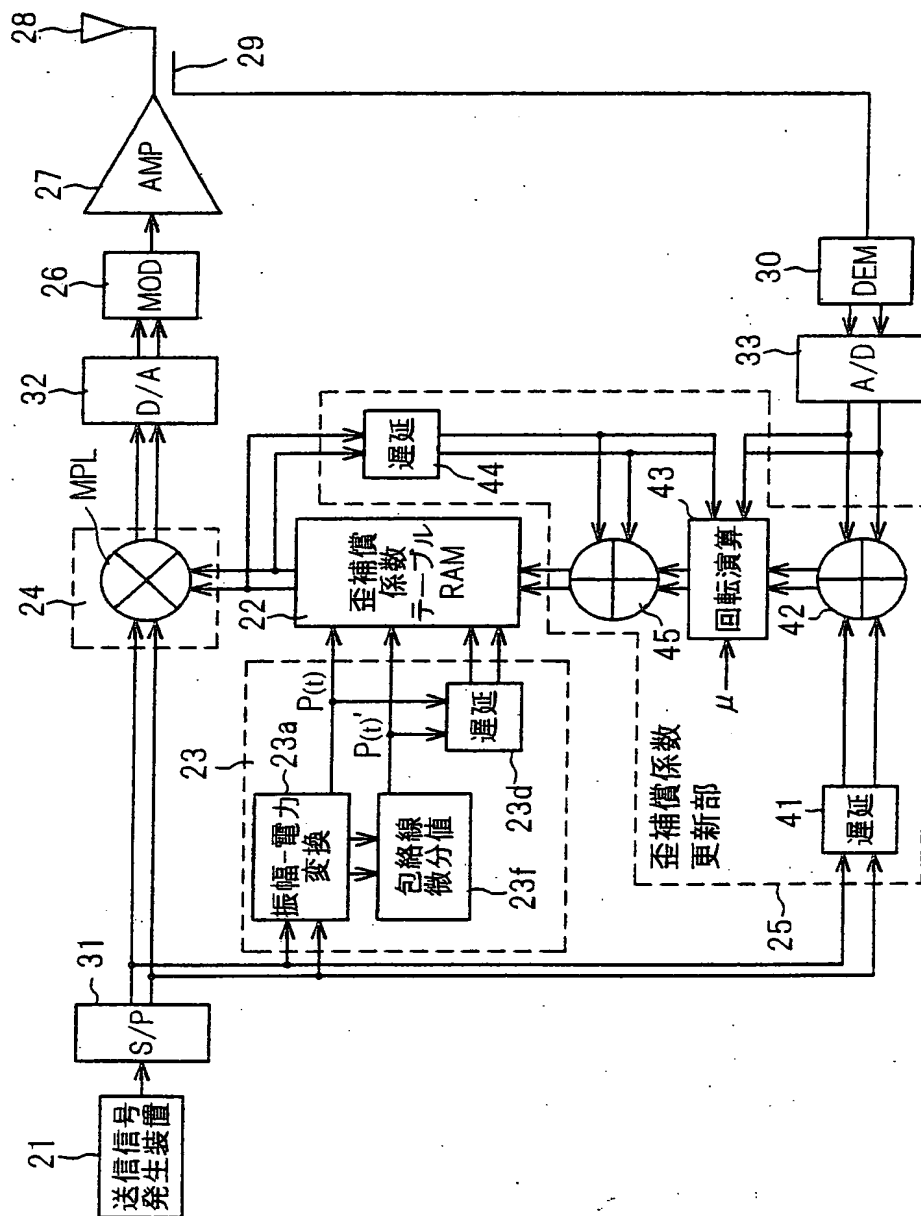 21
送信信号
発生装置
31
S/P
24
MPL
32
D/A
26
MOD
27
AMP
28
29
23
23a
振幅-電力
変換
P(t)
P(t)'
包絡線
微分値
23f
遅延
23d
22
歪補償
係数
テーブル
RAM
遅延
44
45
43
回転演算
μ
42
歪補償係数
更新部
25
41
遅延
30
DEM
33
A/D